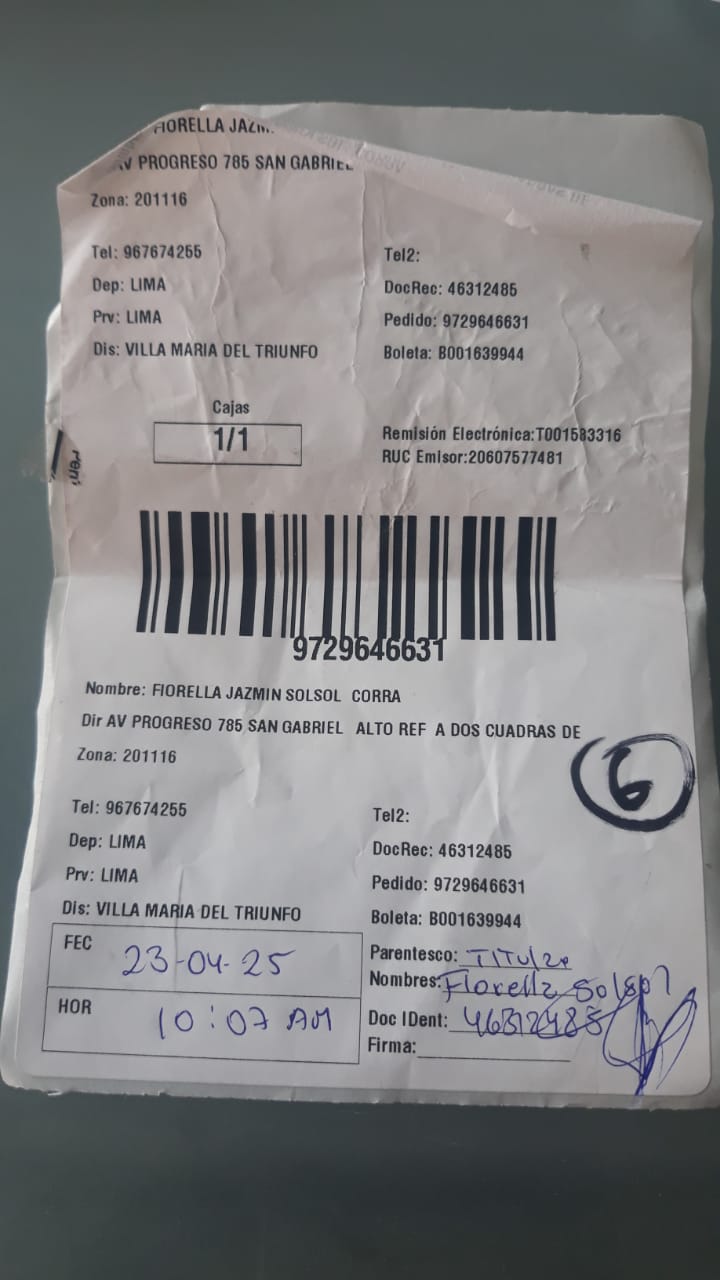 FIORELLA JAZM
AV PROGRESO 785 SAN GABRIEL
Zona: 201116
Tel: 967674255
Tel2:
Dep: LIMA
DocRec: 46312485
Prv: LIMA
Pedido: 9729646631
Dis: VILLA MARIA DEL TRIUNFO
Boleta: B001639944
Cajas
1/1
Remisión Electrónica:T001583316
RUC Emisor:20607577481
9729646631
Nombre: FIORELLA JAZMIN SOLSOL CORRA
Dir AV PROGRESO 785 SAN GABRIEL ALTO REF A DOS CUADRAS DE
Zona: 201116
6
Tel: 967674255
Tel2:
Dep: LIMA
DocRec: 46312485
Prv: LIMA
Pedido: 9729646631
Dis: VILLA MARIA DEL TRIUNFO
Boleta: B001639944
FEC 23-04-25
Parentesco: Titular
Nombres: Fiorella Solsol
HOR 10:07 AM
Doc IDent: 46312485
Firma: